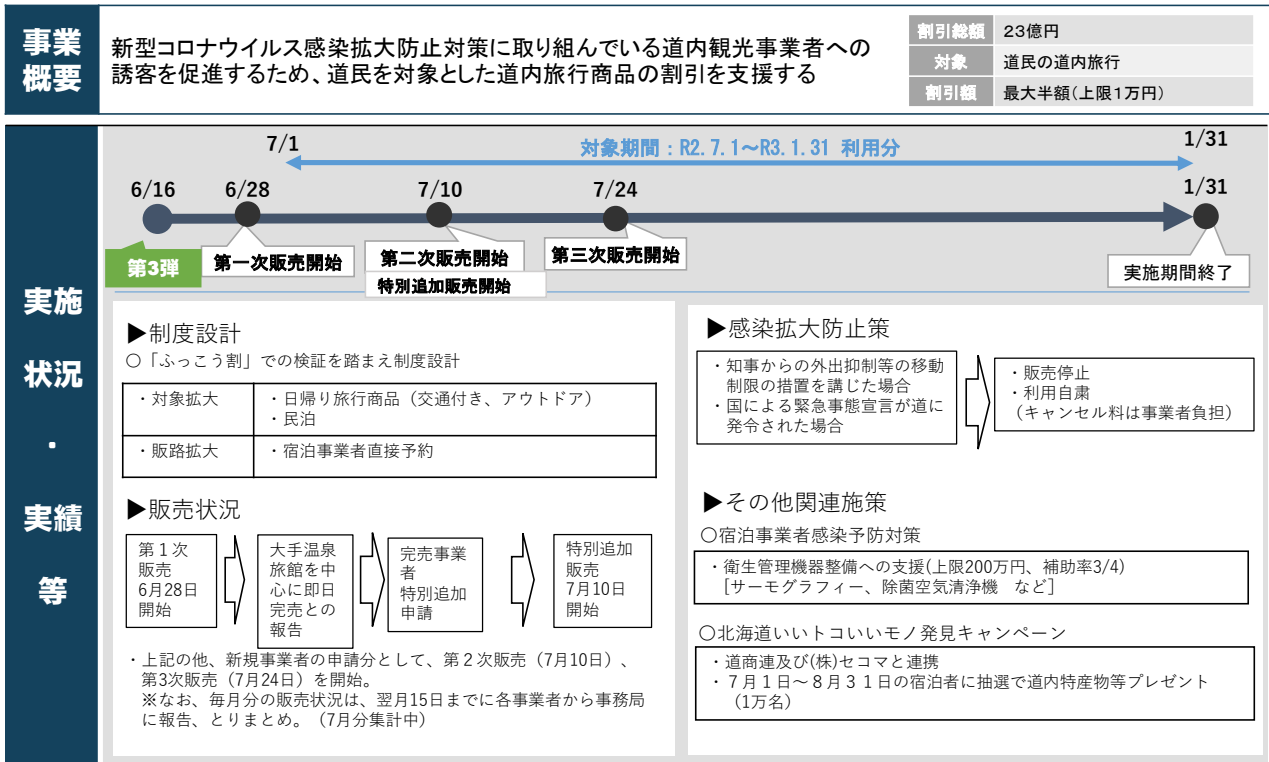 事業
概要
新型コロナウイルス感染拡大防止対策に取り組んでいる道内観光事業者への
誘客を促進するため、道民を対象とした道内旅行商品の割引を支援する
割引総額 23億円
対象 道民の道内旅行
割引額 最大半額(上限1万円)
実施
状況
・
実績
等
7/1
対象期間：R2.7.1～R3.1.31 利用分
1/31
6/16
6/28
7/10
7/24
1/31
第3弾
第一次販売開始
第二次販売開始
特別追加販売開始
第三次販売開始
実施期間終了
▶制度設計
○「ふっこう割」での検証を踏まえ制度設計
・対象拡大 ・日帰り旅行商品（交通付き、アウトドア）
・民泊
・販路拡大 ・宿泊事業者直接予約
▶販売状況
第１次
販売
6月28日
開始
大手温泉
旅館を中
心に即日
完売との
報告
完売事業
者
特別追加
申請
特別追加
販売
7月10日
開始
・上記の他、新規事業者の申請分として、第２次販売（7月10日）、
第3次販売（7月24日）を開始。
※なお、毎月分の販売状況は、翌月15日までに各事業者から事務局
に報告、とりまとめ。（7月分集計中）
▶感染拡大防止策
・知事からの外出抑制等の移動
制限の措置を講じた場合
・国による緊急事態宣言が道に
発令された場合
・販売停止
・利用自粛
（キャンセル料は事業者負担）
▶その他関連施策
○宿泊事業者感染予防対策
・衛生管理機器整備への支援(上限200万円、補助率3/4)
［サーモグラフィー、除菌空気清浄機　など］
○北海道いいトコいいモノ発見キャンペーン
・道商連及び(株)セコマと連携
・７月１日～８月３１日の宿泊者に抽選で道内特産物等プレゼント
（1万名）